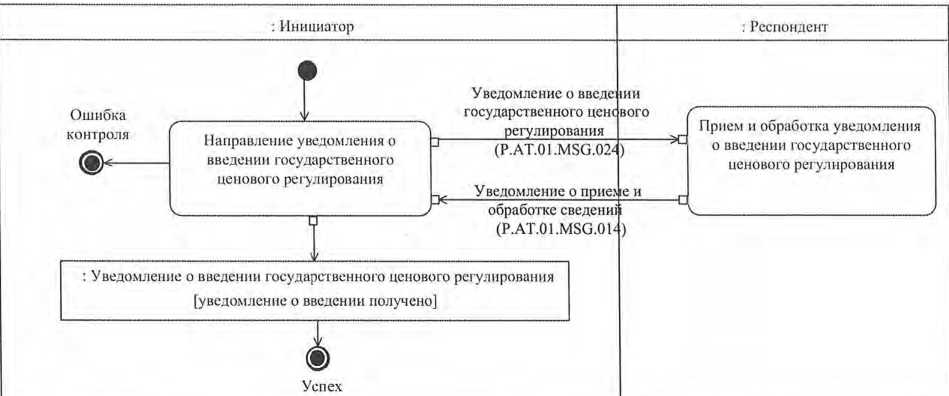 : Инициатор
: Респондент
Ошибка
контроля
Направление уведомления о
введении государственного
ценового регулирования
Уведомление о введении
государственного ценового
регулирования
(P.AT.01.MSG.024)
Прием и обработка уведомления
о введении государственного
ценового регулирования
Уведомление о приеме и
обработке сведений
(P.AT.01.MSG.014)
: Уведомление о введении государственного ценового регулирования
[уведомление о введении получено]
Успех